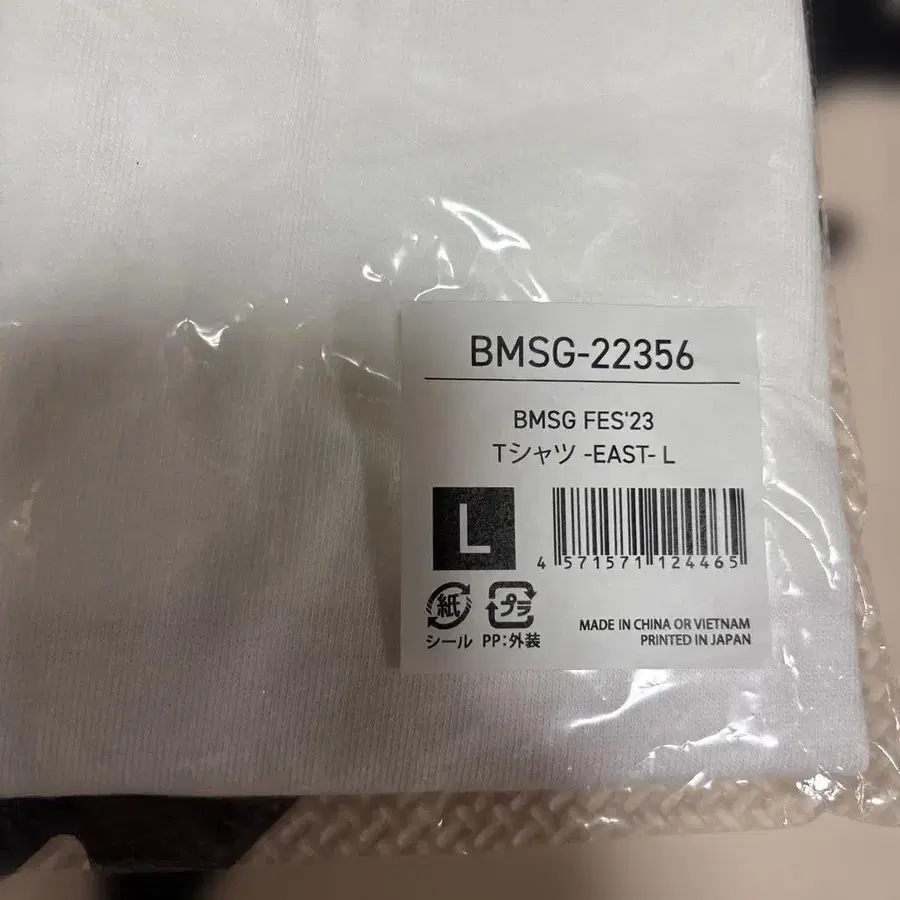 BMSG-22356
BMSG FES'23
Tシャツ -EAST- L
L
4 571571 124465
紙 プラ
シール PP:外装
MADE IN CHINA OR VIETNAM
PRINTED IN JAPAN